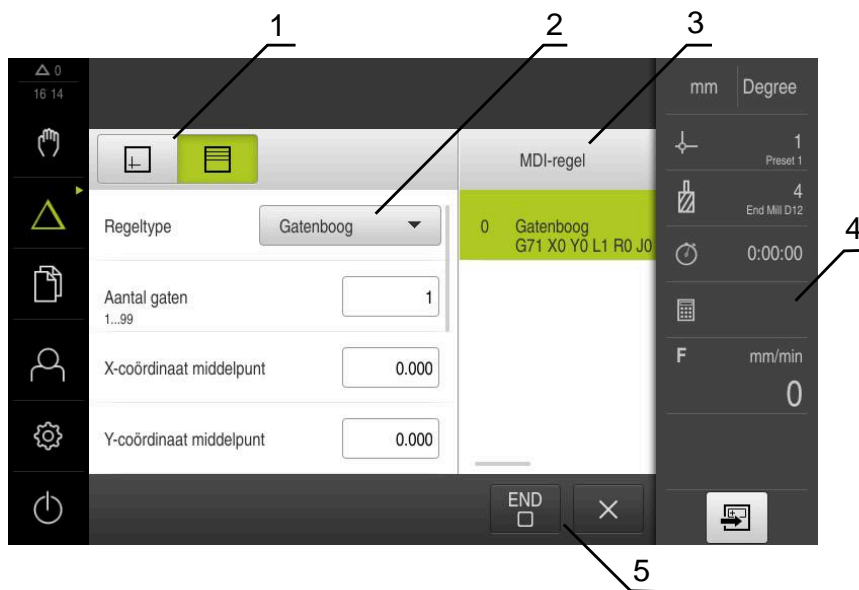 1
2
3
0
16 14
mm Degree
1
Preset 1
MDI-regel
4
End Mill D12
Regeltype Gatenboog
0 Gatenboog
G71 X0 Y0 L1 R0 J0
4
0:00:00
Aantal gaten
1...99
1
X-coördinaat middelpunt 0.000
F mm/min
0
Y-coördinaat middelpunt 0.000
END
5